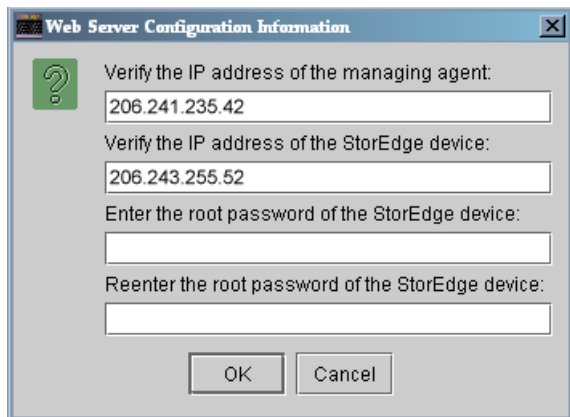 Web Server Configuration Information
Verify the IP address of the managing agent:
206.241.235.42
Verify the IP address of the StorEdge device:
206.243.255.52
Enter the root password of the StorEdge device:
Reenter the root password of the StorEdge device:
OK Cancel